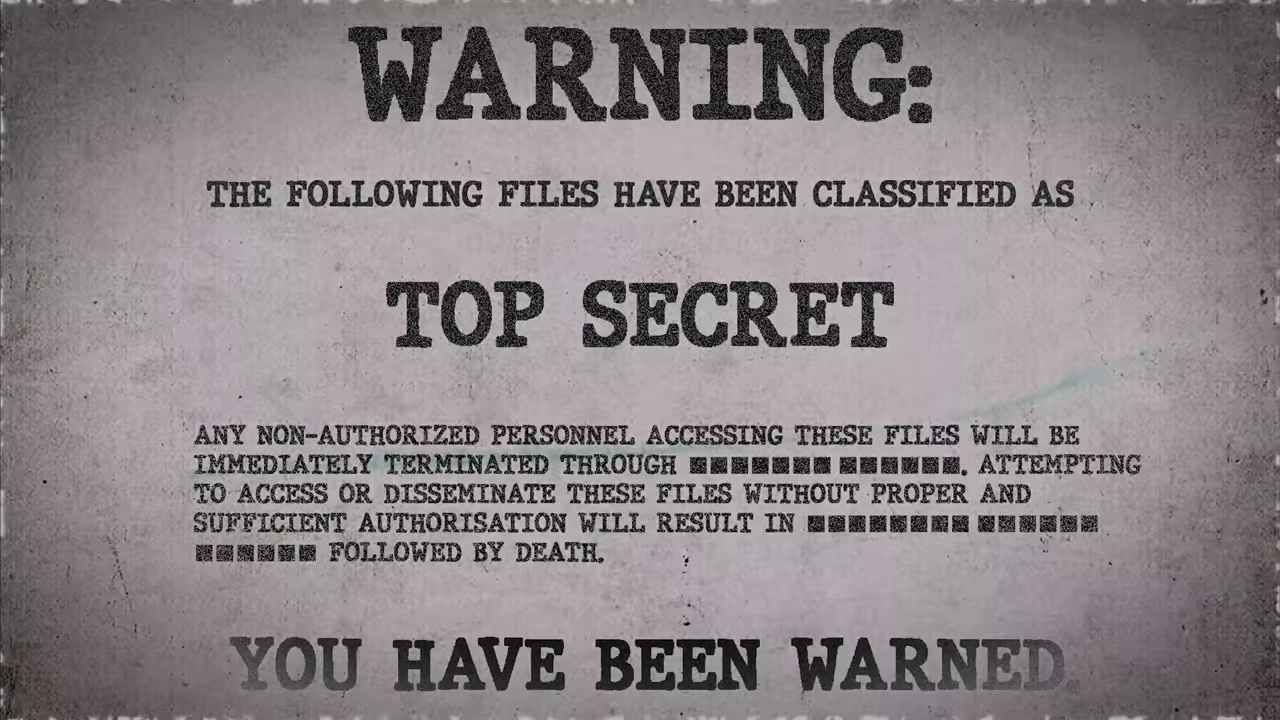 WARNING:
THE FOLLOWING FILES HAVE BEEN CLASSIFIED AS
TOP SECRET
ANY NON-AUTHORIZED PERSONNEL ACCESSING THESE FILES WILL BE
IMMEDIATELY TERMINATED THROUGH ■■■■■■■ ■■■■■■. ATTEMPTING
TO ACCESS OR DISSEMINATE THESE FILES WITHOUT PROPER AND
SUFFICIENT AUTHORISATION WILL RESULT IN ■■■■■■■■ ■■■■■■
■■■■■■ FOLLOWED BY DEATH.
YOU HAVE BEEN WARNED